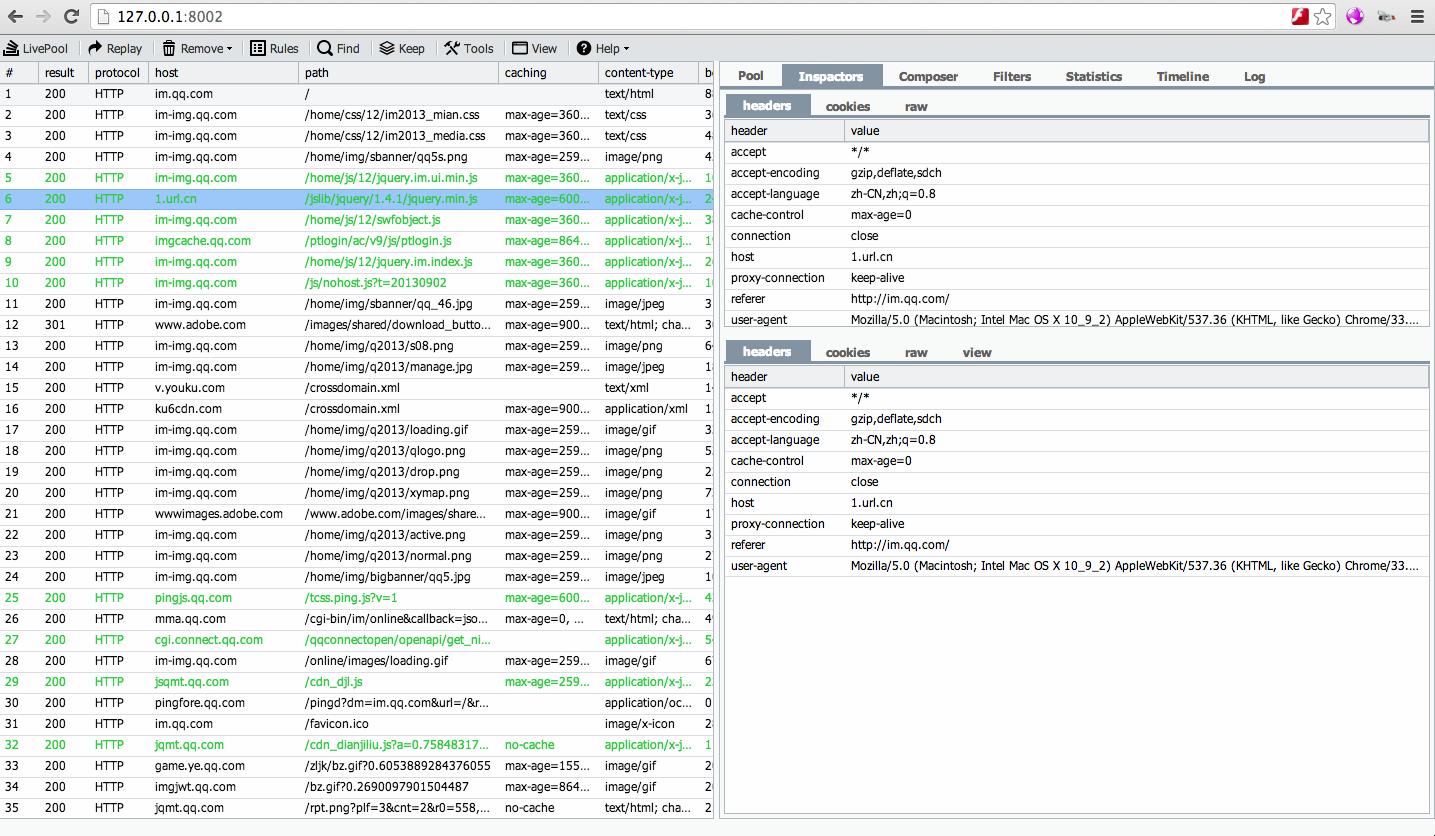 127.0.0.1:8002
LivePool Replay Remove Rules Find Keep Tools View Help
# result protocol host path caching content-type
1 200 HTTP im.qq.com / text/html
2 200 HTTP im-img.qq.com /home/css/12/im2013_mian.css max-age=360... text/css
3 200 HTTP im-img.qq.com /home/css/12/im2013_media.css max-age=360... text/css
4 200 HTTP im-img.qq.com /home/img/sbanner/qq5s.png max-age=259... image/png
5 200 HTTP im-img.qq.com /home/js/12/jquery.im.ui.min.js max-age=360... application/x-j...
6 200 HTTP 1.url.cn /jslib/jquery/1.4.1/jquery.min.js max-age=600... application/x-j...
7 200 HTTP im-img.qq.com /home/js/12/swfobject.js max-age=360... application/x-j...
8 200 HTTP imgcache.qq.com /ptlogin/ac/v9/js/ptlogin.js max-age=864... application/x-j...
9 200 HTTP im-img.qq.com /home/js/12/jquery.im.index.js max-age=360... application/x-j...
10 200 HTTP im-img.qq.com /js/nohost.js?t=20130902 max-age=360... application/x-j...
11 200 HTTP im-img.qq.com /home/img/sbanner/qq_46.jpg max-age=259... image/jpeg
12 301 HTTP www.adobe.com /images/shared/download_butto... max-age=900... text/html; cha...
13 200 HTTP im-img.qq.com /home/img/q2013/s08.png max-age=259... image/png
14 200 HTTP im-img.qq.com /home/img/q2013/manage.jpg max-age=259... image/jpeg
15 200 HTTP v.youku.com /crossdomain.xml text/xml
16 200 HTTP ku6cdn.com /crossdomain.xml max-age=900... application/xml
17 200 HTTP im-img.qq.com /home/img/q2013/loading.gif max-age=259... image/gif
18 200 HTTP im-img.qq.com /home/img/q2013/qlogo.png max-age=259... image/png
19 200 HTTP im-img.qq.com /home/img/q2013/drop.png max-age=259... image/png
20 200 HTTP im-img.qq.com /home/img/q2013/xymap.png max-age=259... image/png
21 200 HTTP wwwimages.adobe.com /www.adobe.com/images/share... max-age=900... image/gif
22 200 HTTP im-img.qq.com /home/img/q2013/active.png max-age=259... image/png
23 200 HTTP im-img.qq.com /home/img/q2013/normal.png max-age=259... image/png
24 200 HTTP im-img.qq.com /home/img/bigbanner/qq5.jpg max-age=259... image/jpeg
25 200 HTTP pingjs.qq.com /tcss.ping.js?v=1 max-age=600... application/x-j...
26 200 HTTP mma.qq.com /cgi-bin/im/online&callback=jso... max-age=0, ... text/html; cha...
27 200 HTTP cgi.connect.qq.com /qqconnectopen/openapi/get_ni... application/x-j...
28 200 HTTP im-img.qq.com /online/images/loading.gif max-age=259... image/gif
29 200 HTTP jsqmt.qq.com /cdn_djl.js max-age=259... application/x-j...
30 200 HTTP pingfore.qq.com /pingd?dm=im.qq.com&url=/&r... application/oc... 0
31 200 HTTP im.qq.com /favicon.ico image/x-icon
32 200 HTTP jqmt.qq.com /cdn_dianjiliu.js?a=0.75848317... no-cache application/x-j...
33 200 HTTP game.ye.qq.com /zljk/bz.gif?0.6053889284376055 max-age=155... image/gif
34 200 HTTP imgjwt.qq.com /bz.gif?0.2690097901504487 max-age=864... image/gif
35 200 HTTP jqmt.qq.com /rpt.png?plf=3&cnt=2&r0=558,... no-cache text/html; cha...
Pool Inspactors Composer Filters Statistics Timeline Log
headers cookies raw
header value
accept */*
accept-encoding gzip,deflate,sdch
accept-language zh-CN,zh;q=0.8
cache-control max-age=0
connection close
host 1.url.cn
proxy-connection keep-alive
referer http://im.qq.com/
user-agent Mozilla/5.0 (Macintosh; Intel Mac OS X 10_9_2) AppleWebKit/537.36 (KHTML, like Gecko) Chrome/33....
headers cookies raw view
header value
accept */*
accept-encoding gzip,deflate,sdch
accept-language zh-CN,zh;q=0.8
cache-control max-age=0
connection close
host 1.url.cn
proxy-connection keep-alive
referer http://im.qq.com/
user-agent Mozilla/5.0 (Macintosh; Intel Mac OS X 10_9_2) AppleWebKit/537.36 (KHTML, like Gecko) Chrome/33....